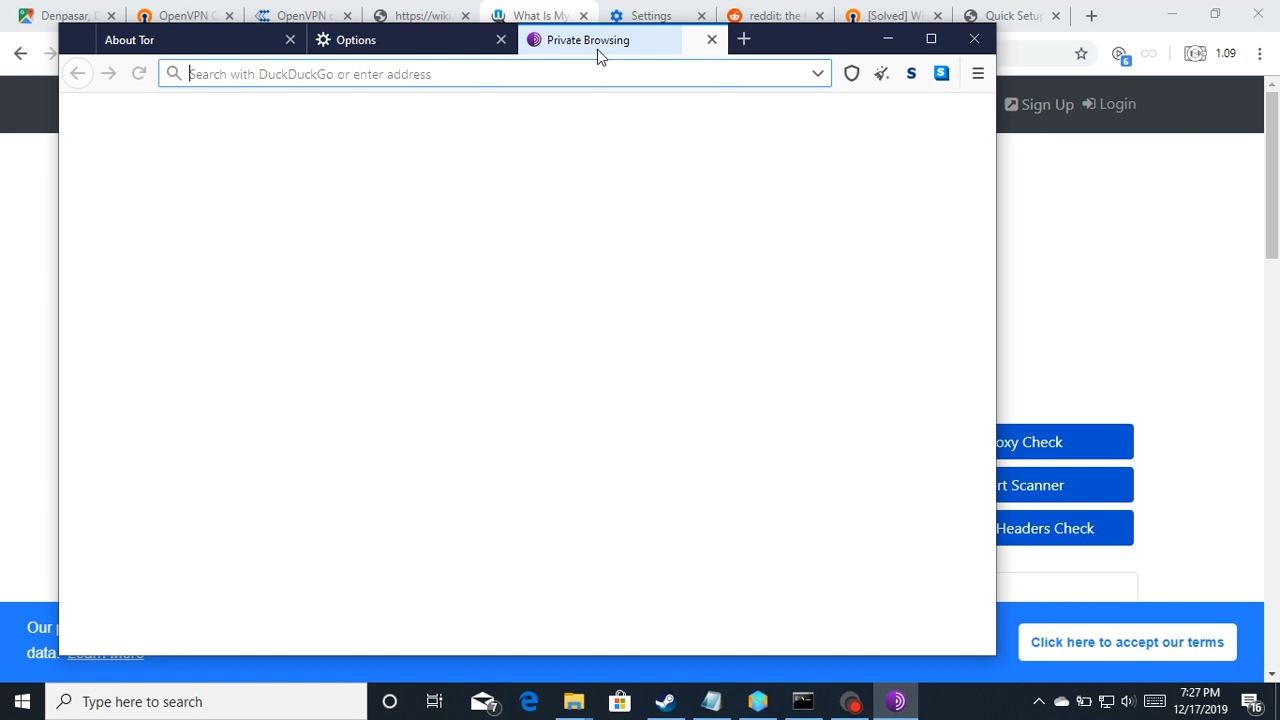 Denpasar,
OpenVPN C
OpenVPN c
https://wiki
What Is My
Settings
reddit: the f
[Solved] W
Quick Setu
About Tor
Options
Private Browsing
Search with DuckDuckGo or enter address
S
S
6
1.09
Sign Up
Login
oxy Check
rt Scanner
Headers Check
Our
data.
Learn More
Click here to accept our terms
Type here to search
7
7:27 PM
12/17/2019
16